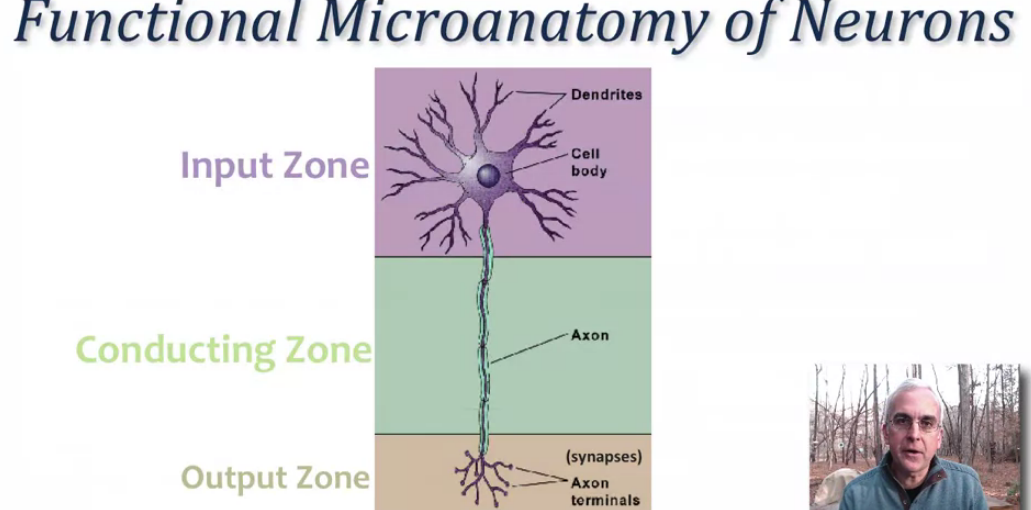 Functional Microanatomy of Neurons
Dendrites
Input Zone
Cell
body
Conducting Zone
Axon
Output Zone
(synapses)
Axon
terminals